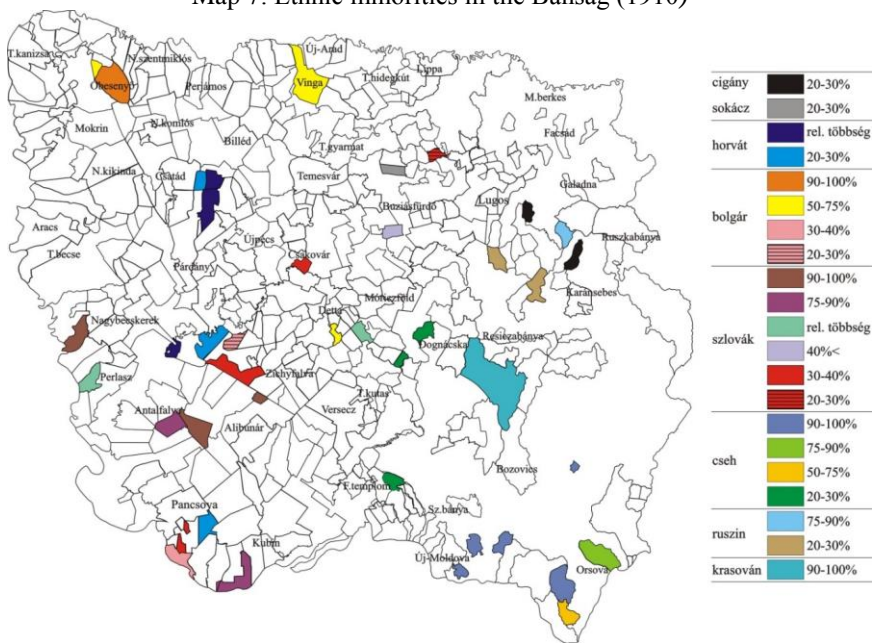 Map 7. Ethnic minorities in the Bánság (1910)
T.kanizsa
N.szentmiklós
Új-Arad
Óbesenyő
Perjámos
Vinga
T.hidegkút
Lippa
M.berkes
Mokrin
N.komlós
Billéd
T.gyarmat
Facsád
N.kikinda
Csatád
Temesvár
Galadna
Aracs
Buziásfürdő
Lugos
T.becse
Újpécs
Ruszkabánya
Párdány
Csákovár
Karánsebes
Nagybecskerek
Detta
Móriczföld
Resiczabánya
Dognácska
Perlasz
Zichyfalva
T.kutas
Antalfalva
Versecz
Alibunár
Bozovics
F.templom
Pancsova
Sz.bánya
Kubin
Új-Moldova
Orsova
cigány 20-30%
sokácz 20-30%
horvát rel. többség
20-30%
bolgár 90-100%
50-75%
30-40%
20-30%
szlovák 90-100%
75-90%
rel. többség
40%<
30-40%
20-30%
cseh 90-100%
75-90%
50-75%
20-30%
ruszin 75-90%
20-30%
krasován 90-100%